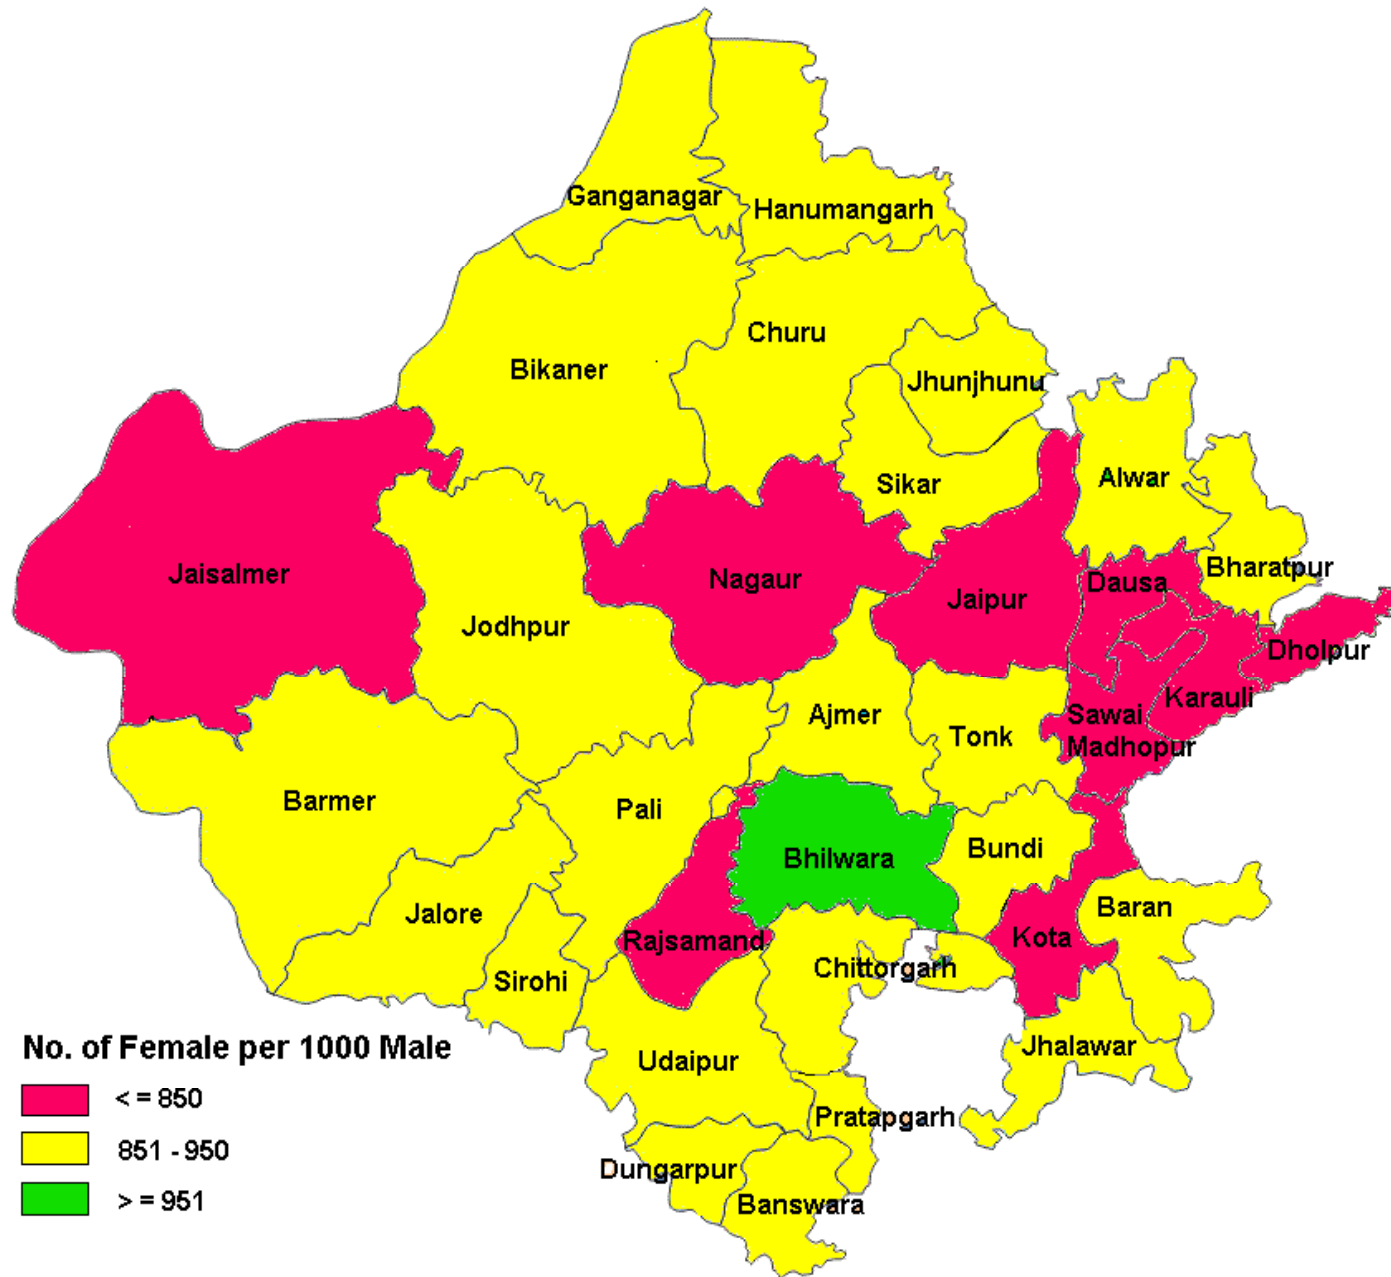 Ganganagar
Hanumangarh
Churu
Bikaner
Jhunjhunu
Alwar
Sikar
Bharatpur
Jaisalmer
Nagaur
Dausa
Jaipur
Jodhpur
Dholpur
Karauli
Ajmer
Sawai
Madhopur
Tonk
Barmer
Pali
Bundi
Bhilwara
Baran
Jalore
Kota
Rajsamand
Chittorgarh
Sirohi
No. of Female per 1000 Male
Jhalawar
Udaipur
< = 850
Pratapgarh
851 - 950
Dungarpur
> = 951
Banswara